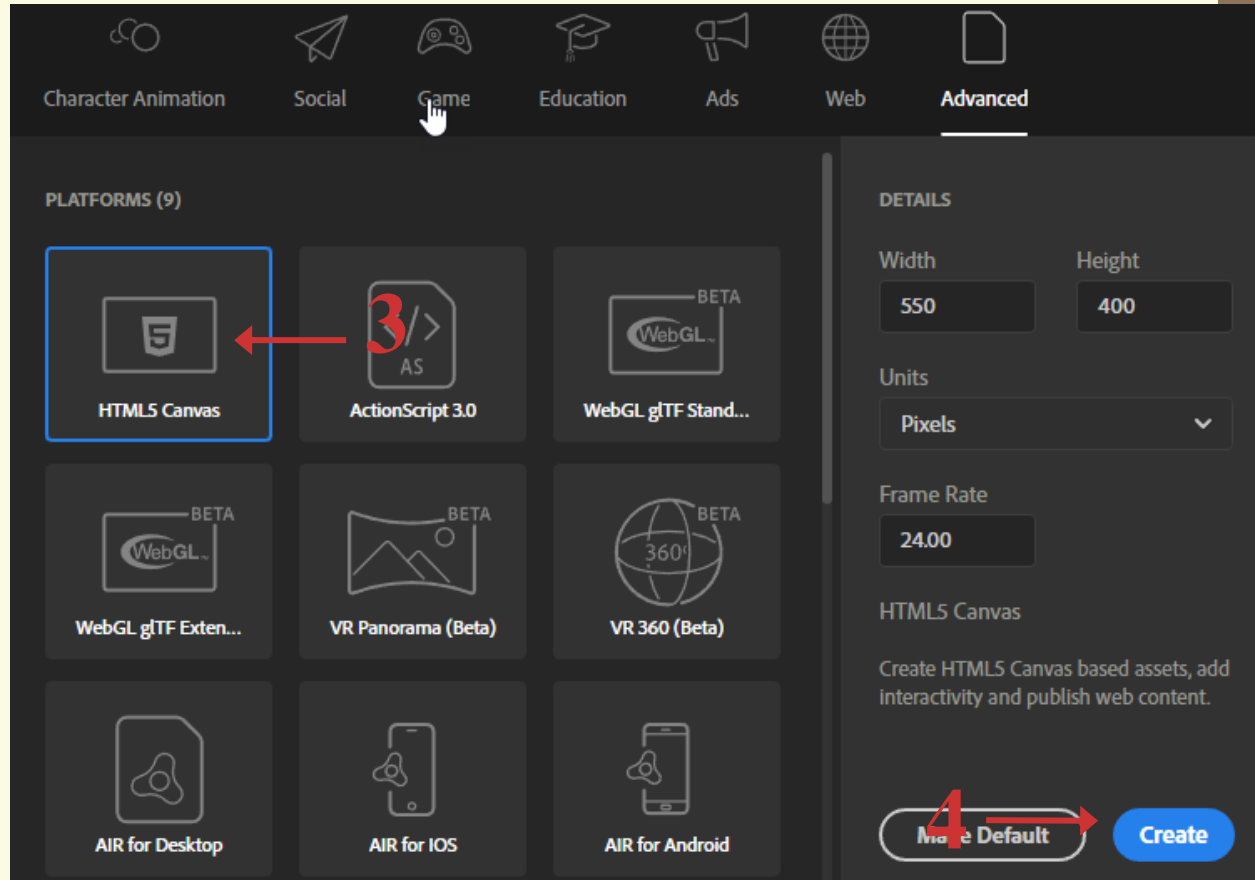 Character Animation
Social
Game
Education
Ads
Web
Advanced
PLATFORMS (9)
HTML5 Canvas
3
</>
AS
ActionScript 3.0
BETA
WebGL
WebGL glTF Stand...
BETA
WebGL
WebGL glTF Exten...
BETA
VR Panorama (Beta)
BETA
360°
VR 360 (Beta)
AIR for Desktop
AIR for IOS
AIR for Android
DETAILS
Width Height
550 400
Units
Pixels
Frame Rate
24.00
HTML5 Canvas
Create HTML5 Canvas based assets, add
interactivity and publish web content.
4
Default
Create